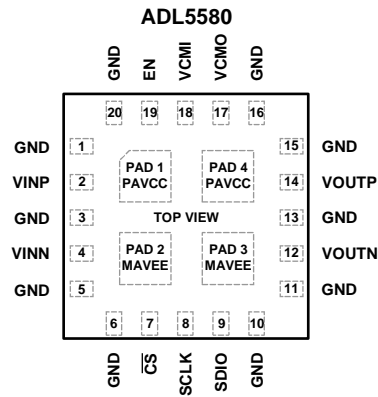 ADL5580
GND
EN
VCMI
VCMO
GND
20
19
18
17
16
GND 1
15 GND
PAD 1
PAVCC
PAD 4
PAVCC
VINP 2
14 VOUTP
GND 3
TOP VIEW
13 GND
VINN 4
PAD 2
MAVEE
PAD 3
MAVEE
12 VOUTN
GND 5
11 GND
6
7
8
9
10
GND
CS
SCLK
SDIO
GND